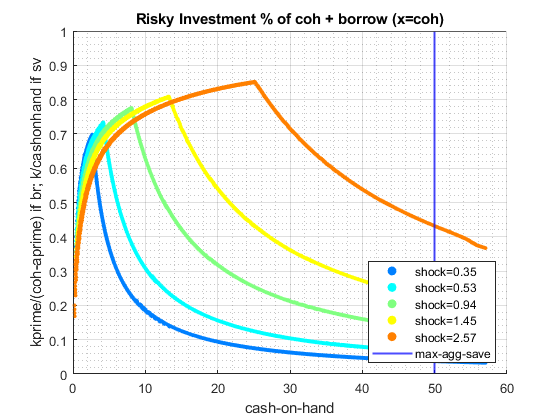 Risky Investment % of coh + borrow (x=coh)
kprime/(coh-aprime) if br; k/cashonhand if sv
1
0.9
0.8
0.7
0.6
0.5
0.4
0.3
0.2
0.1
0
0 10 20 30 40 50 60
cash-on-hand
shock=0.35
shock=0.53
shock=0.94
shock=1.45
shock=2.57
max-agg-save